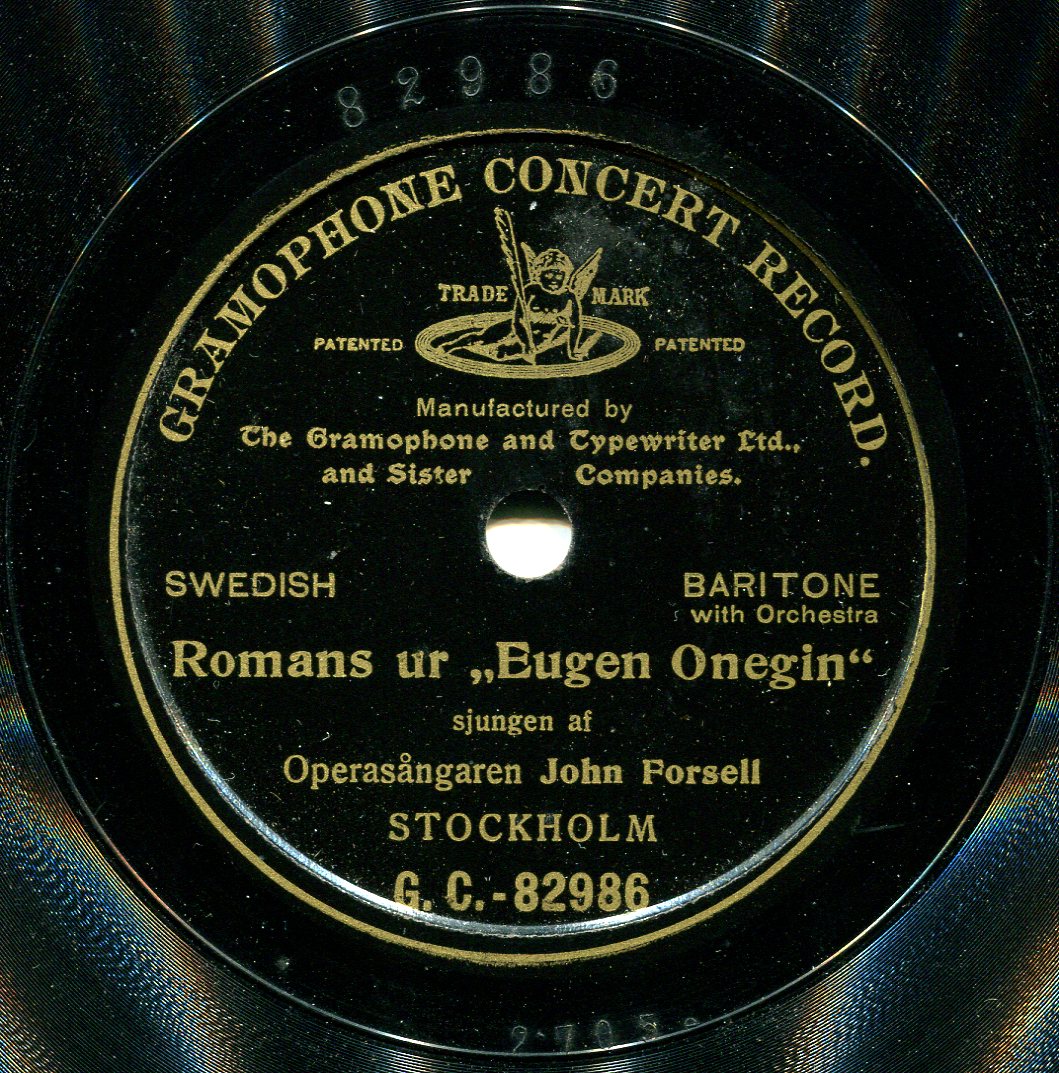 82986
GRAMOPHONE CONCERT RECORD.
TRADE MARK
PATENTED PATENTED
Manufactured by
The Gramophone and Typewriter Ltd.,
and Sister Companies.
SWEDISH BARITONE
with Orchestra
Romans ur „Eugen Onegin“
sjungen af
Operasångaren John Forsell
STOCKHOLM
G. C.-82986